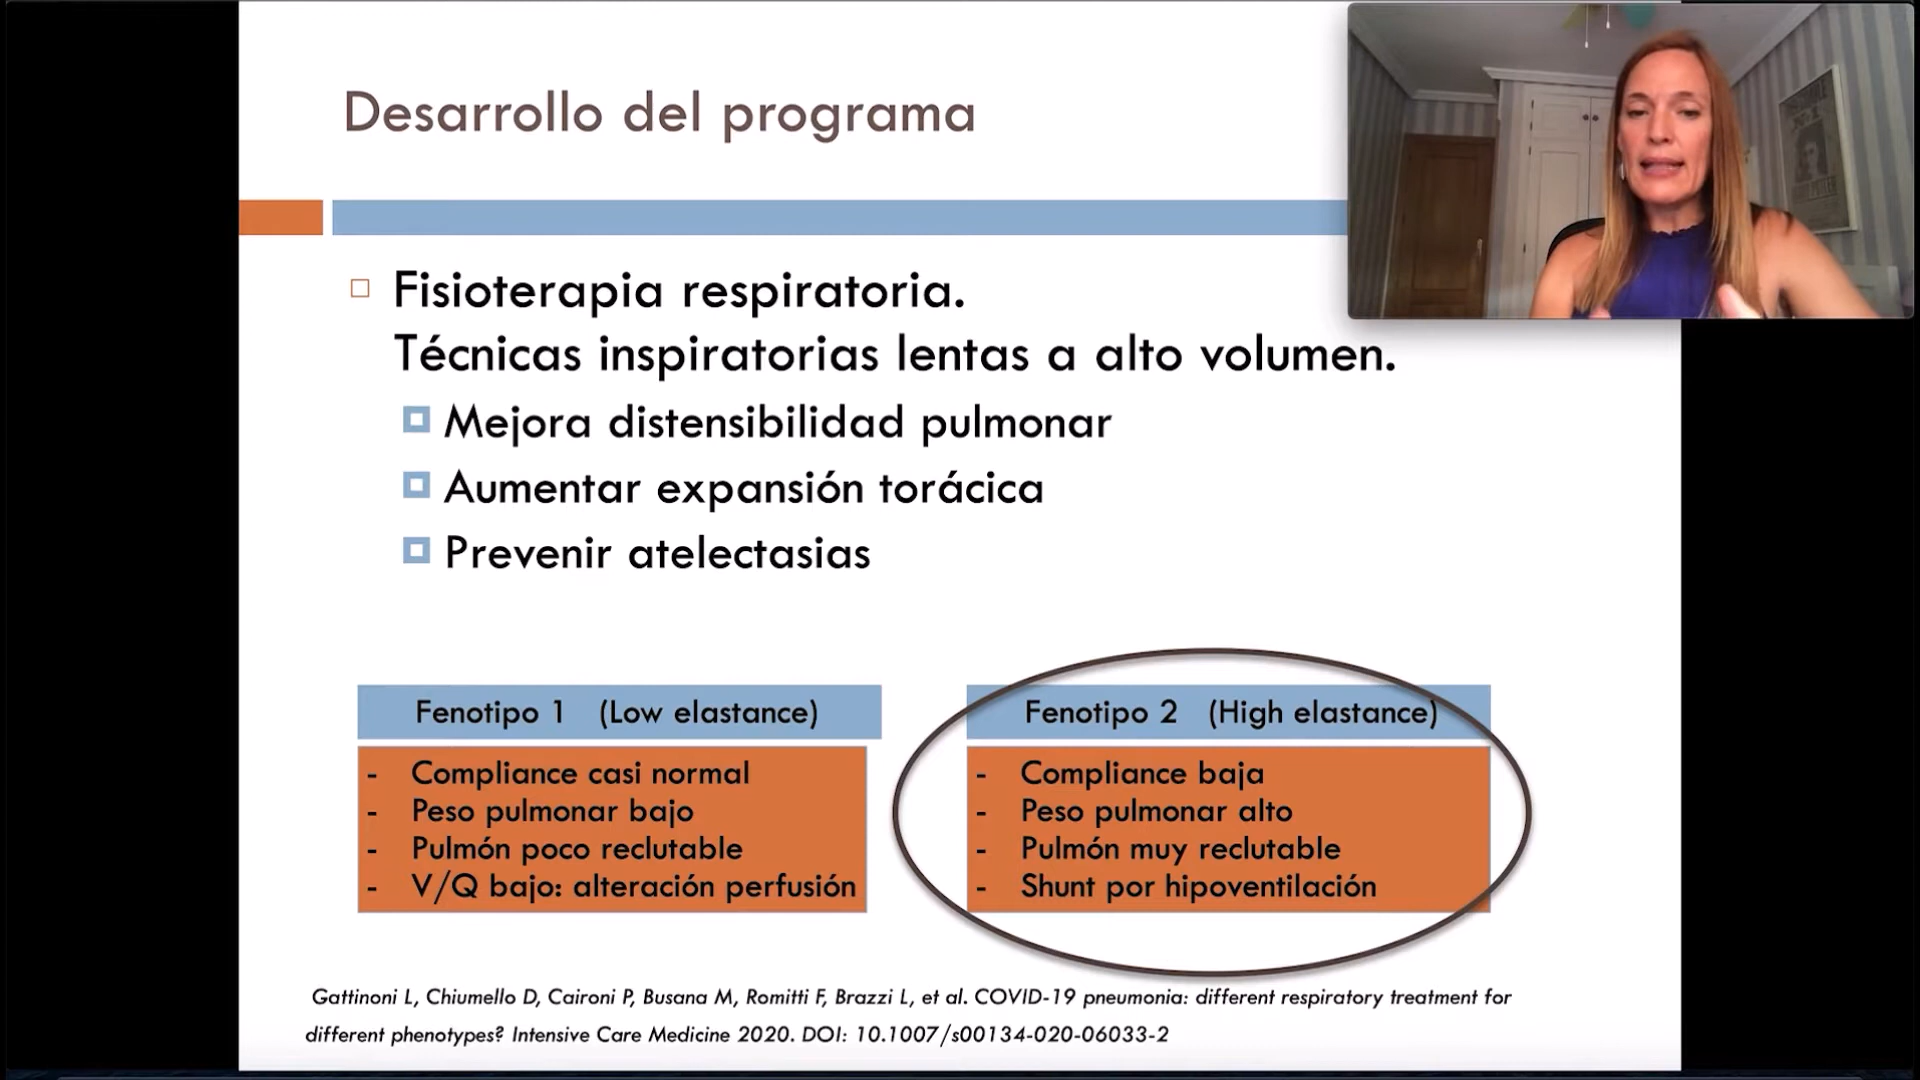 Desarrollo del programa
Fisioterapia respiratoria.
Técnicas inspiratorias lentas a alto volumen.
Mejora distensibilidad pulmonar
Aumentar expansión torácica
Prevenir atelectasias
Fenotipo 1 (Low elastance)
- Compliance casi normal
- Peso pulmonar bajo
- Pulmón poco reclutable
- V/Q bajo: alteración perfusión
Fenotipo 2 (High elastance)
- Compliance baja
- Peso pulmonar alto
- Pulmón muy reclutable
- Shunt por hipoventilación
Gattinoni L, Chiumello D, Caironi P, Busana M, Romitti F, Brazzi L, et al. COVID-19 pneumonia: different respiratory treatment for
different phenotypes? Intensive Care Medicine 2020. DOI: 10.1007/s00134-020-06033-2